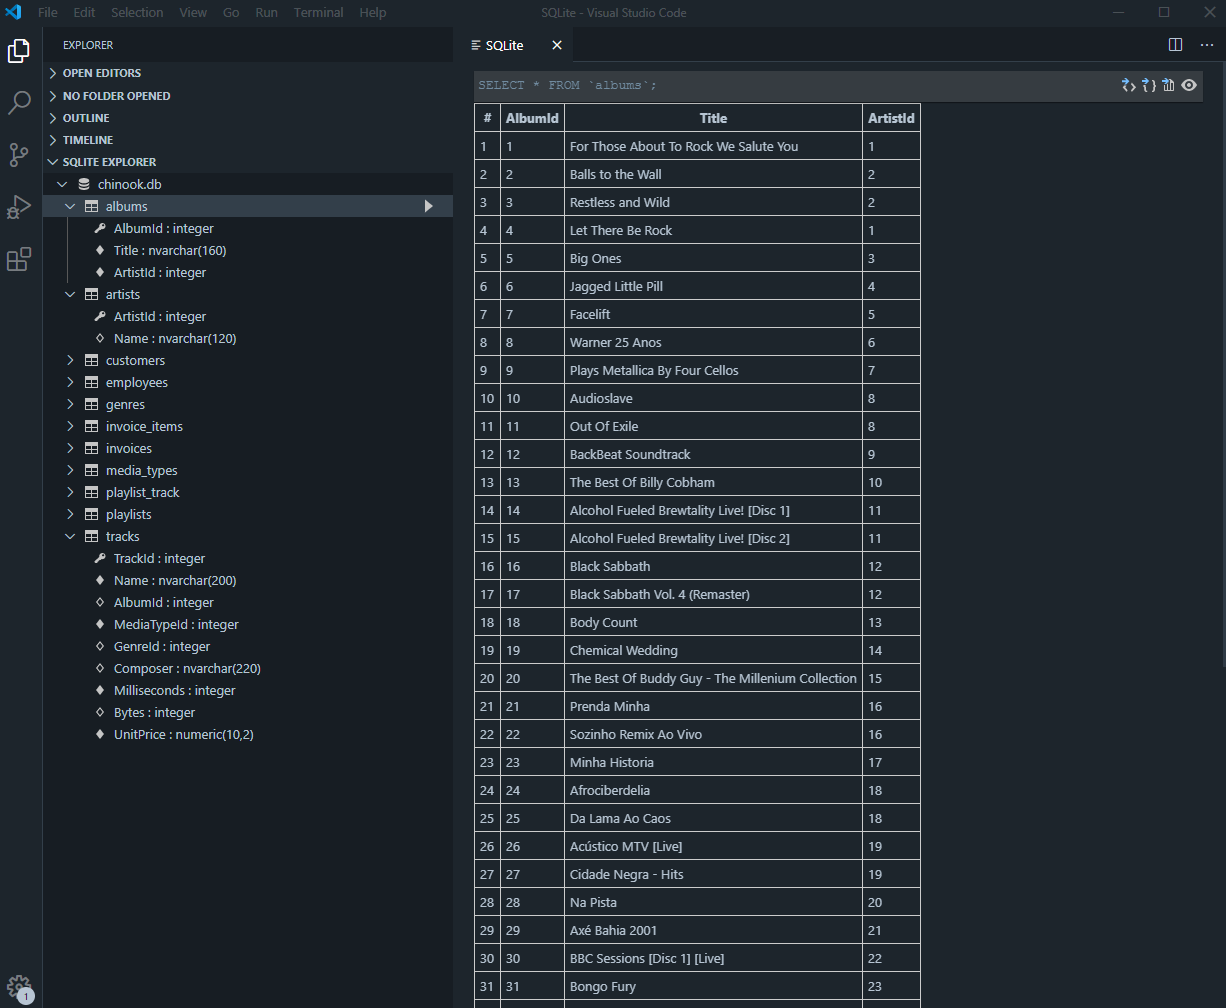 File Edit Selection View Go Run Terminal Help SQLite - Visual Studio Code
EXPLORER
OPEN EDITORS
NO FOLDER OPENED
OUTLINE
TIMELINE
SQLITE EXPLORER
chinook.db
albums
AlbumId : integer
Title : nvarchar(160)
ArtistId : integer
artists
ArtistId : integer
Name : nvarchar(120)
customers
employees
genres
invoice_items
invoices
media_types
playlist_track
playlists
tracks
TrackId : integer
Name : nvarchar(200)
AlbumId : integer
MediaTypeId : integer
GenreId : integer
Composer : nvarchar(220)
Milliseconds : integer
Bytes : integer
UnitPrice : numeric(10,2)
1
SQLite
SELECT * FROM `albums`;
# AlbumId Title ArtistId
1 1 For Those About To Rock We Salute You 1
2 2 Balls to the Wall 2
3 3 Restless and Wild 2
4 4 Let There Be Rock 1
5 5 Big Ones 3
6 6 Jagged Little Pill 4
7 7 Facelift 5
8 8 Warner 25 Anos 6
9 9 Plays Metallica By Four Cellos 7
10 10 Audioslave 8
11 11 Out Of Exile 8
12 12 BackBeat Soundtrack 9
13 13 The Best Of Billy Cobham 10
14 14 Alcohol Fueled Brewtality Live! [Disc 1] 11
15 15 Alcohol Fueled Brewtality Live! [Disc 2] 11
16 16 Black Sabbath 12
17 17 Black Sabbath Vol. 4 (Remaster) 12
18 18 Body Count 13
19 19 Chemical Wedding 14
20 20 The Best Of Buddy Guy - The Millenium Collection 15
21 21 Prenda Minha 16
22 22 Sozinho Remix Ao Vivo 16
23 23 Minha Historia 17
24 24 Afrociberdelia 18
25 25 Da Lama Ao Caos 18
26 26 Acústico MTV [Live] 19
27 27 Cidade Negra - Hits 19
28 28 Na Pista 20
29 29 Axé Bahia 2001 21
30 30 BBC Sessions [Disc 1] [Live] 22
31 31 Bongo Fury 23